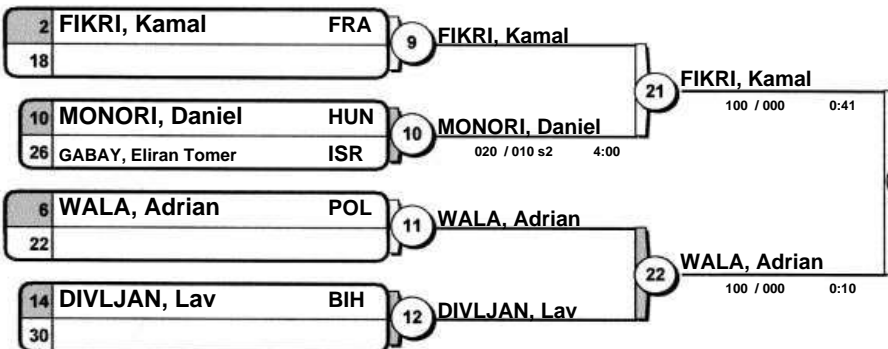 2 FIKRI, Kamal FRA
18
9 FIKRI, Kamal
21 FIKRI, Kamal
100 / 000 0:41
10 MONORI, Daniel HUN
26 GABAY, Eliran Tomer ISR
10 MONORI, Daniel
020 / 010 s2 4:00
6 WALA, Adrian POL
22
11 WALA, Adrian
22 WALA, Adrian
100 / 000 0:10
14 DIVLJAN, Lav BIH
30
12 DIVLJAN, Lav